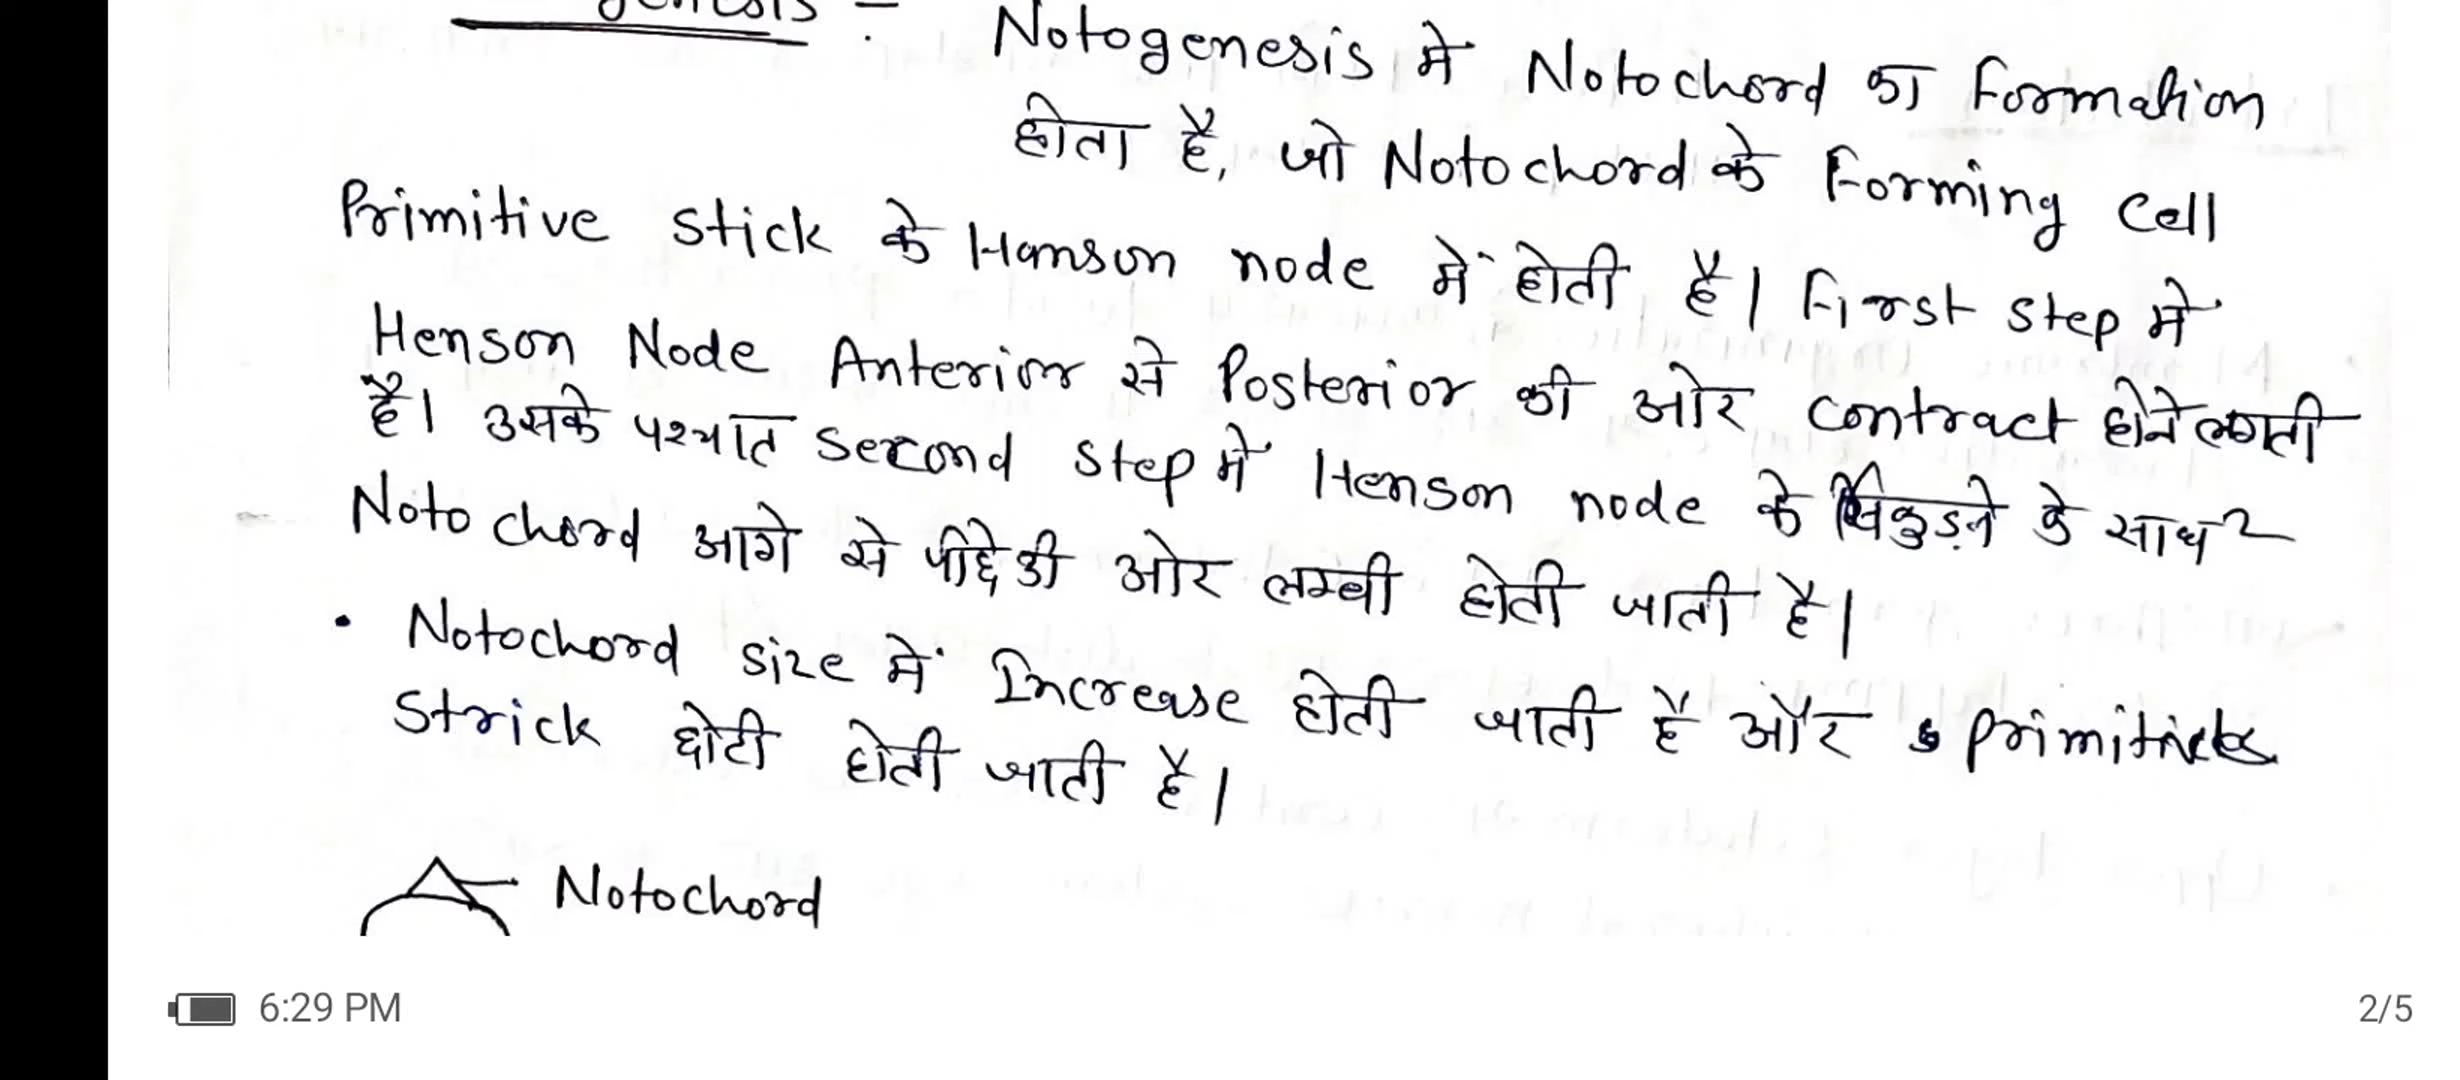 genesis :-
Notogenesis मे Notochord का Formation
होता है, जो Notochord के Forming Cell
Primitive stick के Hanson node में होती है। First step मे
Henson Node Anterior से Posterior की ओर contract होने लगती
है। उसके पश्चात second step मे Henson node के सिकुड़ने के साथ2
Notochord आगे से पीछे की ओर लम्बी होती जाती है।
• Notochord size में Increase होती जाती है और
Strick छोटी होती जाती है।
Notochord
6:29 PM
2/5